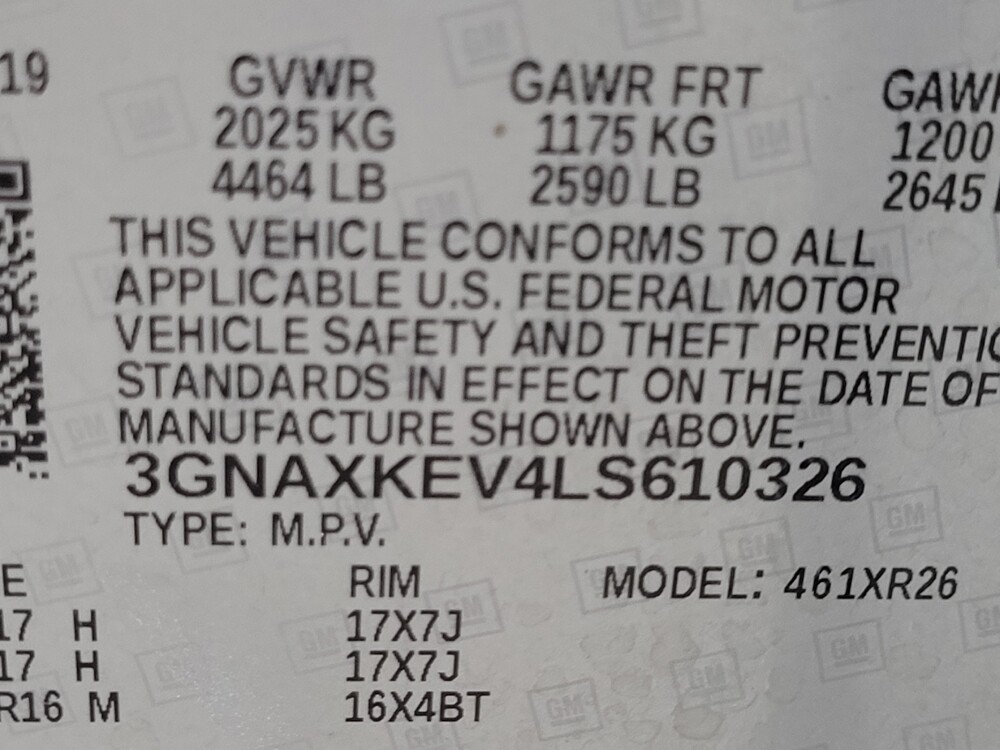 19 GVWR GAWR FRT GAWR
2025 KG 1175 KG 1200
4464 LB 2590 LB 2645
THIS VEHICLE CONFORMS TO ALL
APPLICABLE U.S. FEDERAL MOTOR
VEHICLE SAFETY AND THEFT PREVENTIO
STANDARDS IN EFFECT ON THE DATE OF
MANUFACTURE SHOWN ABOVE.
3GNAXKEV4LS610326
TYPE: M.P.V.
E RIM MODEL: 461XR26
17 H 17X7J
17 H 17X7J
R16 M 16X4BT